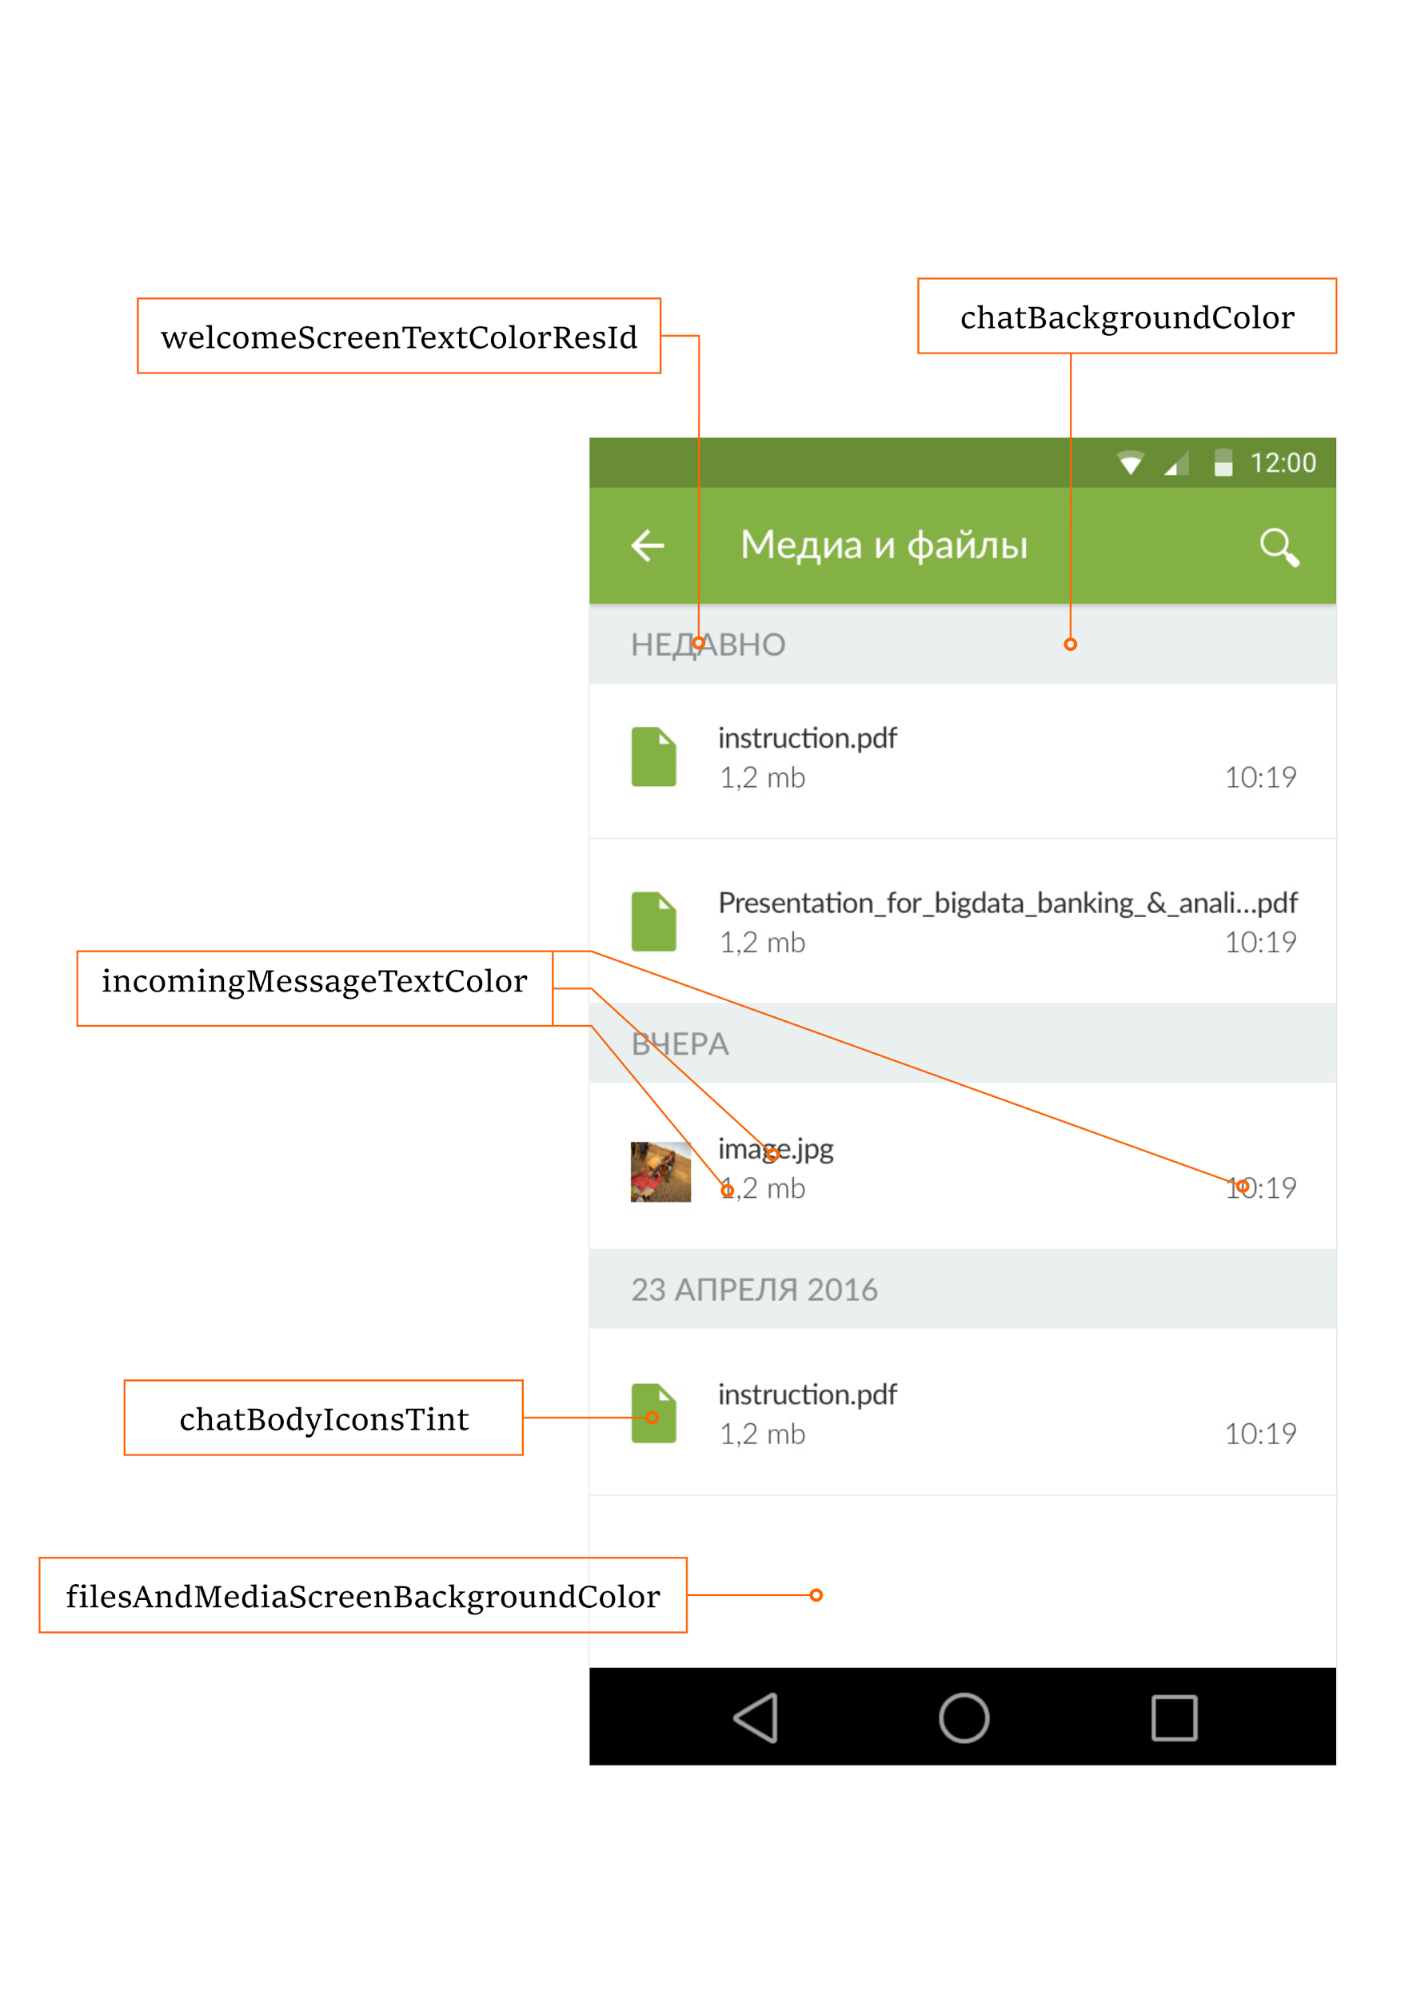 welcomeScreenTextColorResId
chatBackgroundColor
12:00
Медиа и файлы
НЕДАВНО
instruction.pdf
1,2 mb
10:19
Presentation_for_bigdata_banking_&_anali...pdf
1,2 mb
10:19
incomingMessageTextColor
ВЧЕРА
image.jpg
1,2 mb
10:19
23 АПРЕЛЯ 2016
instruction.pdf
1,2 mb
10:19
chatBodyIconsTint
filesAndMediaScreenBackgroundColor